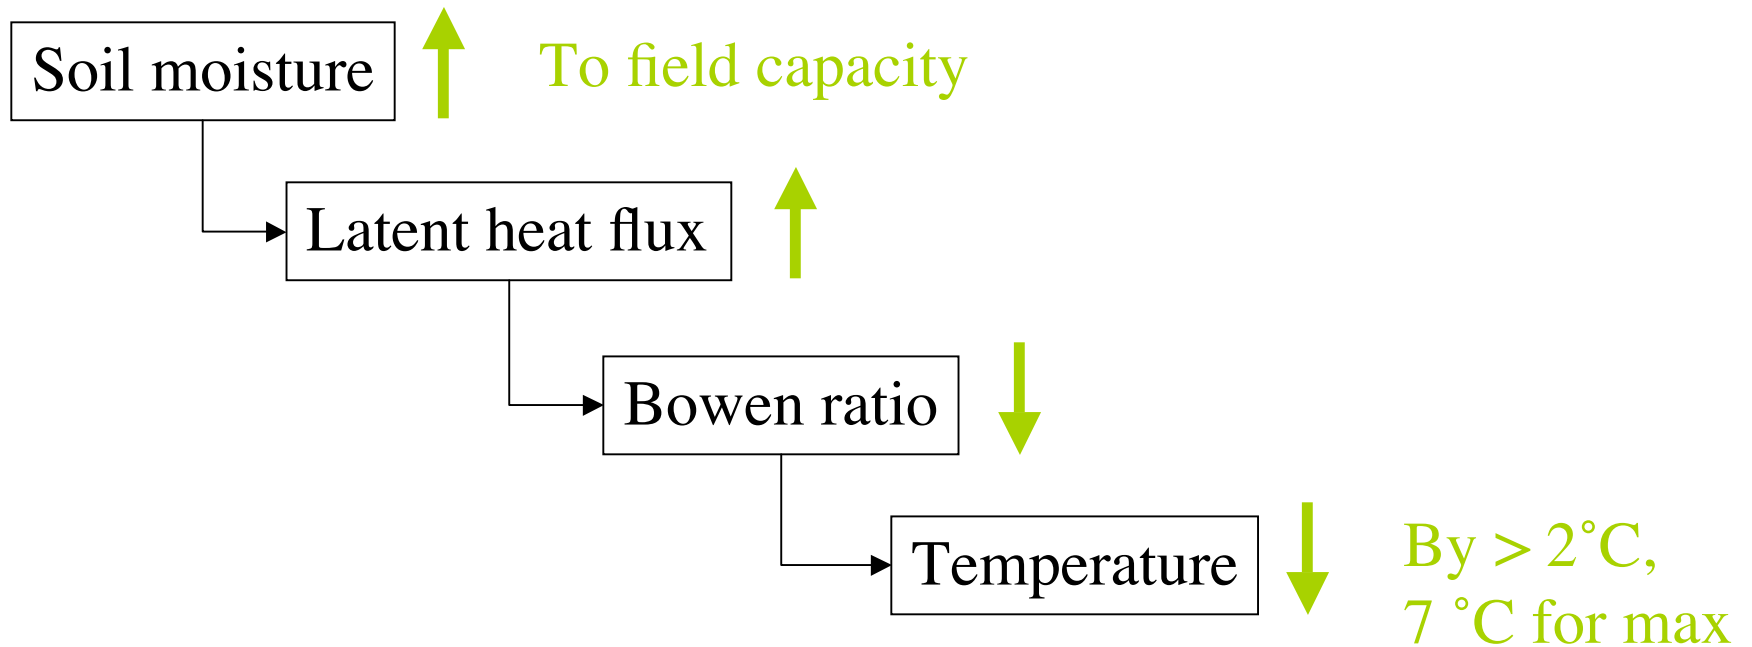 Soil moisture
To field capacity
Latent heat flux
Bowen ratio
Temperature
By > 2˚C,
7 ˚C for max